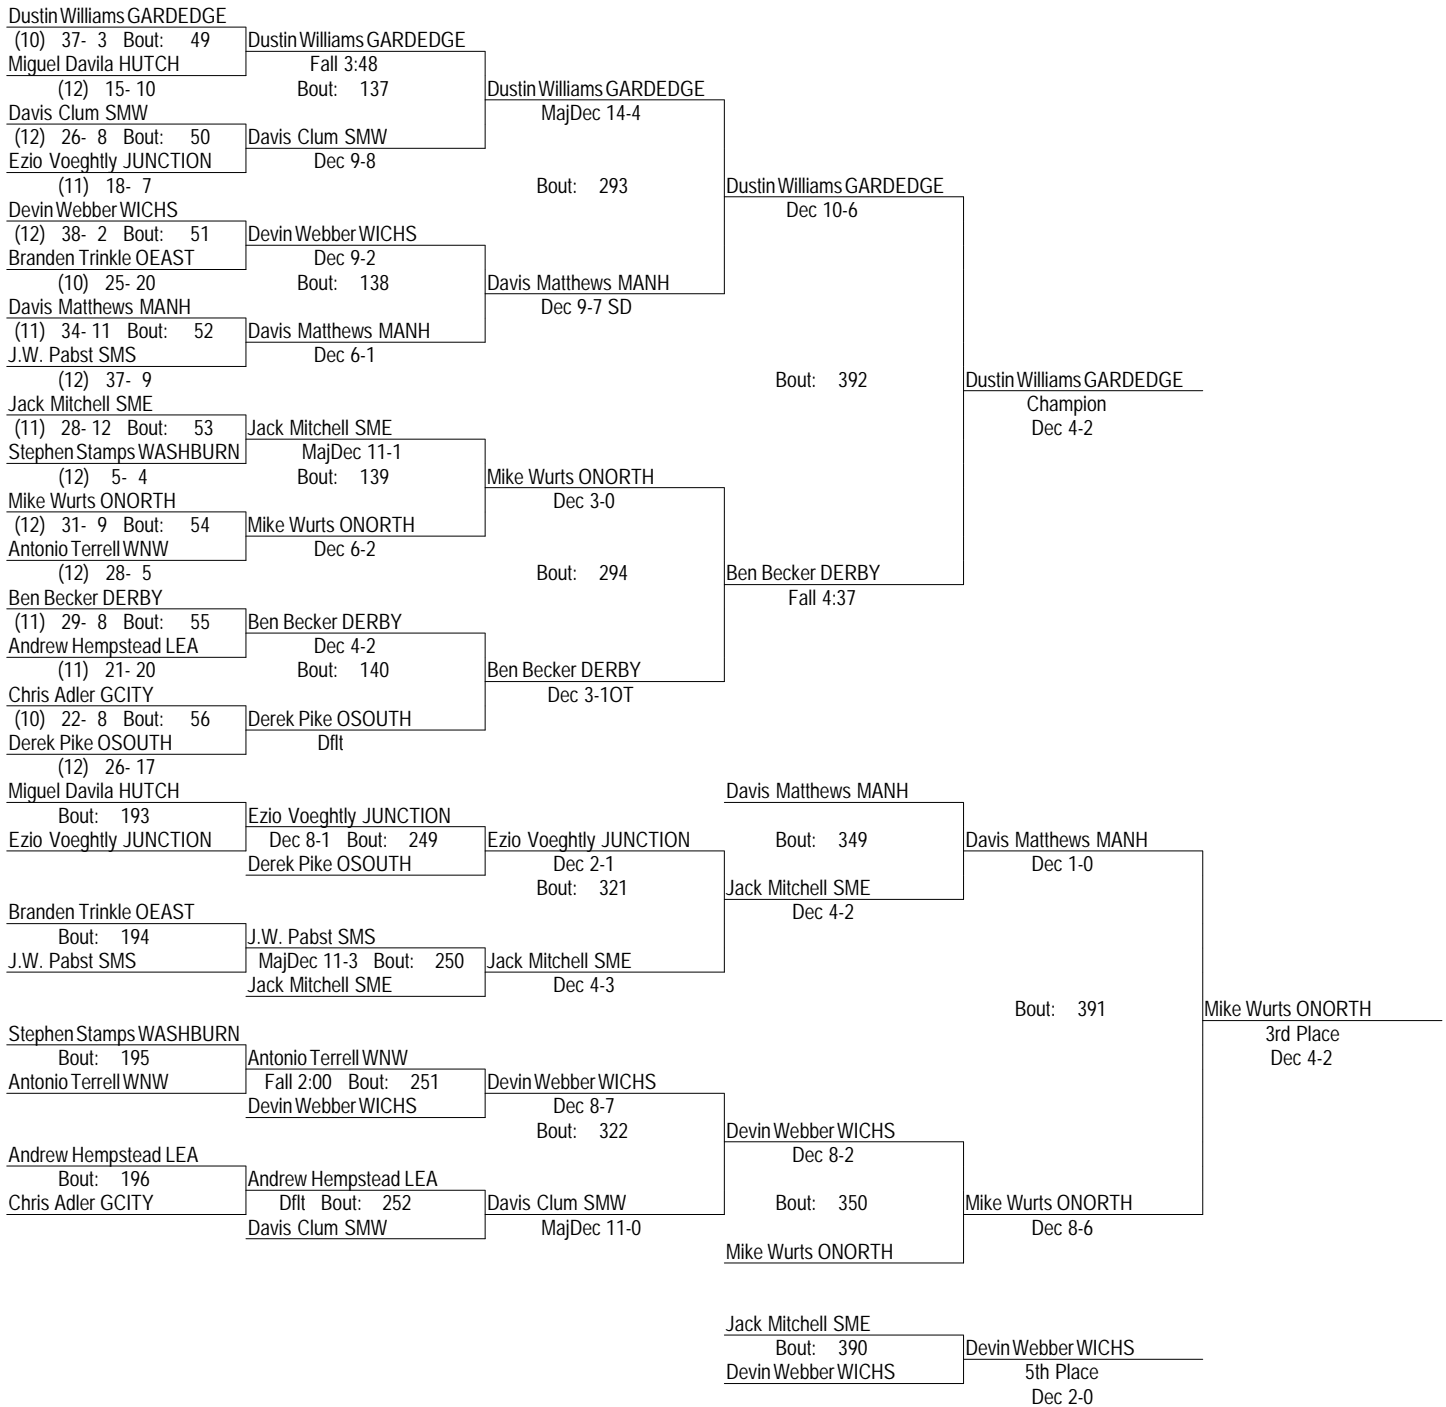 Dustin Williams GARDEDGE
(10) 37- 3 Bout: 49 Dustin Williams GARDEDGE
Miguel Davila HUTCH Fall 3:48
(12) 15- 10 Bout: 137 Dustin Williams GARDEDGE
Davis Clum SMW MajDec 14-4
(12) 26- 8 Bout: 50 Davis Clum SMW
Ezio Voeghtly JUNCTION Dec 9-8
(11) 18- 7 Bout: 293 Dustin Williams GARDEDGE
Devin Webber WICHS Dec 10-6
(12) 38- 2 Bout: 51 Devin Webber WICHS
Branden Trinkle OEAST Dec 9-2
(10) 25- 20 Bout: 138 Davis Matthews MANH
Davis Matthews MANH Dec 9-7 SD
(11) 34- 11 Bout: 52 Davis Matthews MANH
J.W. Pabst SMS Dec 6-1
(12) 37- 9 Bout: 392 Dustin Williams GARDEDGE
Jack Mitchell SME Champion
(11) 28- 12 Bout: 53 Jack Mitchell SME Dec 4-2
Stephen Stamps WASHBURN MajDec 11-1
(12) 5- 4 Bout: 139 Mike Wurts ONORTH
Mike Wurts ONORTH Dec 3-0
(12) 31- 9 Bout: 54 Mike Wurts ONORTH
Antonio Terrell WNW Dec 6-2
(12) 28- 5 Bout: 294 Ben Becker DERBY
Ben Becker DERBY Fall 4:37
(11) 29- 8 Bout: 55 Ben Becker DERBY
Andrew Hempstead LEA Dec 4-2
(11) 21- 20 Bout: 140 Ben Becker DERBY
Chris Adler GCITY Dec 3-1OT
(10) 22- 8 Bout: 56 Derek Pike OSOUTH
Derek Pike OSOUTH Dflt
(12) 26- 17
Miguel Davila HUTCH Davis Matthews MANH
Bout: 193 Ezio Voeghtly JUNCTION
Ezio Voeghtly JUNCTION Dec 8-1 Bout: 249 Ezio Voeghtly JUNCTION Bout: 349 Davis Matthews MANH
Derek Pike OSOUTH Dec 2-1 Dec 1-0
Bout: 321 Jack Mitchell SME
Branden Trinkle OEAST Dec 4-2
Bout: 194 J.W. Pabst SMS
J.W. Pabst SMS MajDec 11-3 Bout: 250 Jack Mitchell SME
Jack Mitchell SME Dec 4-3
Bout: 391 Mike Wurts ONORTH
Stephen Stamps WASHBURN 3rd Place
Bout: 195 Antonio Terrell WNW Dec 4-2
Antonio Terrell WNW Fall 2:00 Bout: 251 Devin Webber WICHS
Devin Webber WICHS Dec 8-7
Bout: 322 Devin Webber WICHS
Andrew Hempstead LEA Dec 8-2
Bout: 196 Andrew Hempstead LEA
Chris Adler GCITY Dflt Bout: 252 Davis Clum SMW Bout: 350 Mike Wurts ONORTH
Davis Clum SMW MajDec 11-0 Dec 8-6
Mike Wurts ONORTH
Jack Mitchell SME
Bout: 390 Devin Webber WICHS
Devin Webber WICHS 5th Place
Dec 2-0